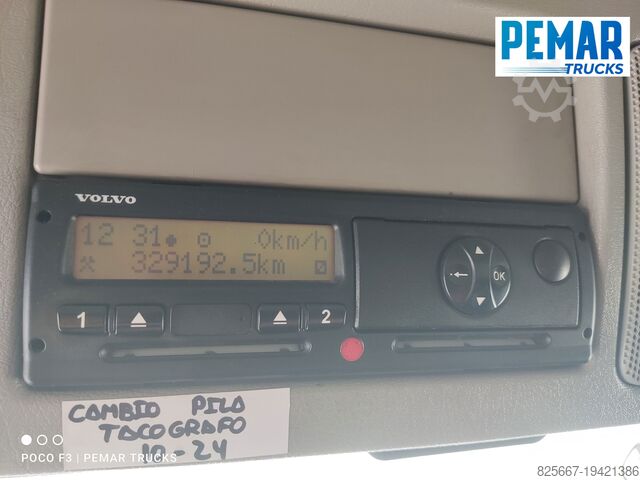 PEMAR
TRUCKS
VOLVO
12 31 0km/h
329192.5km
1
2
OK
CAMBIO PILA
TACOGRAFO
10-24
POCO F3 | PEMAR TRUCKS
825667-19421386